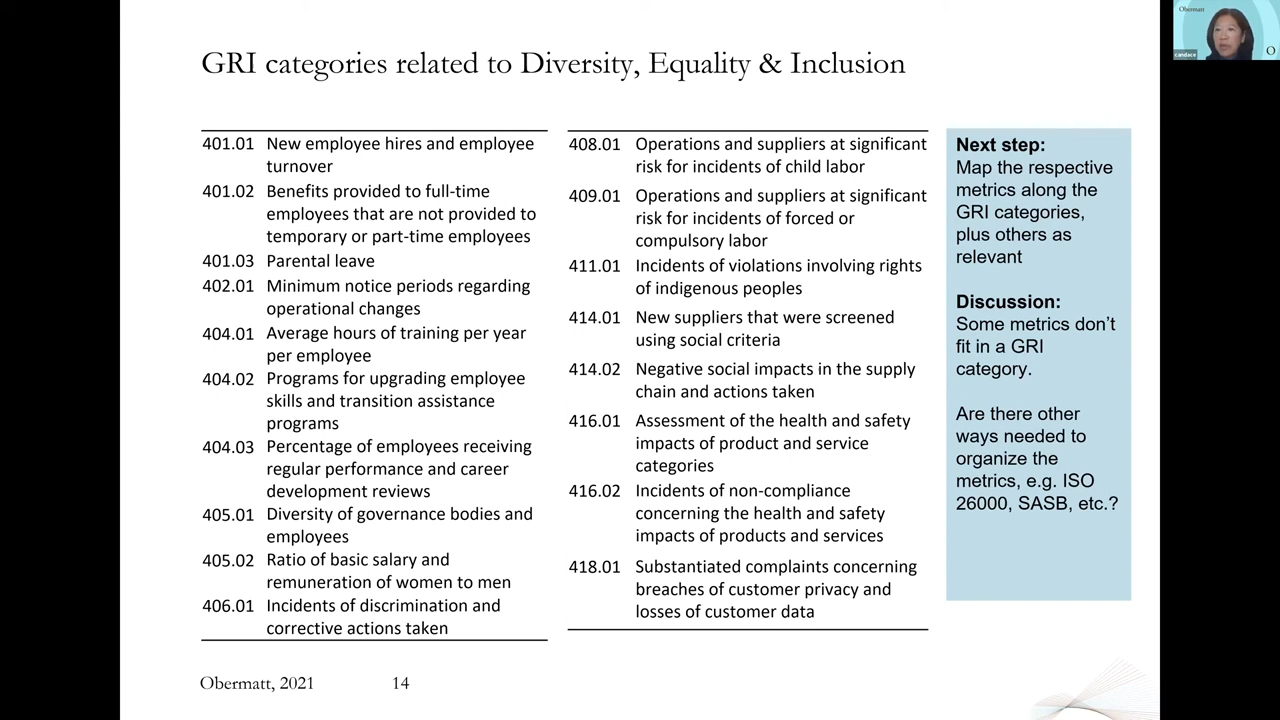 GRI categories related to Diversity, Equality & Inclusion
401.01 New employee hires and employee
turnover
401.02 Benefits provided to full-time
employees that are not provided to
temporary or part-time employees
401.03 Parental leave
402.01 Minimum notice periods regarding
operational changes
404.01 Average hours of training per year
per employee
404.02 Programs for upgrading employee
skills and transition assistance
programs
404.03 Percentage of employees receiving
regular performance and career
development reviews
405.01 Diversity of governance bodies and
employees
405.02 Ratio of basic salary and
remuneration of women to men
406.01 Incidents of discrimination and
corrective actions taken
408.01 Operations and suppliers at significant
risk for incidents of child labor
409.01 Operations and suppliers at significant
risk for incidents of forced or
compulsory labor
411.01 Incidents of violations involving rights
of indigenous peoples
414.01 New suppliers that were screened
using social criteria
414.02 Negative social impacts in the supply
chain and actions taken
416.01 Assessment of the health and safety
impacts of product and service
categories
416.02 Incidents of non-compliance
concerning the health and safety
impacts of products and services
418.01 Substantiated complaints concerning
breaches of customer privacy and
losses of customer data
Next step:
Map the respective
metrics along the
GRI categories,
plus others as
relevant
Discussion:
Some metrics don't
fit in a GRI
category.
Are there other
ways needed to
organize the
metrics, e.g. ISO
26000, SASB, etc.?
Obermatt, 2021 14
Obermatt
candace
O